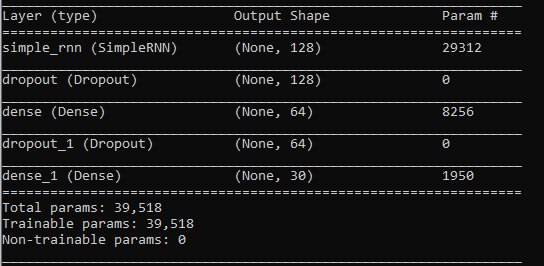 Layer (type) Output Shape Param #
=================================================================
simple_rnn (SimpleRNN) (None, 128) 29312
_________________________________________________________________
dropout (Dropout) (None, 128) 0
_________________________________________________________________
dense (Dense) (None, 64) 8256
_________________________________________________________________
dropout_1 (Dropout) (None, 64) 0
_________________________________________________________________
dense_1 (Dense) (None, 30) 1950
=================================================================
Total params: 39,518
Trainable params: 39,518
Non-trainable params: 0
_________________________________________________________________